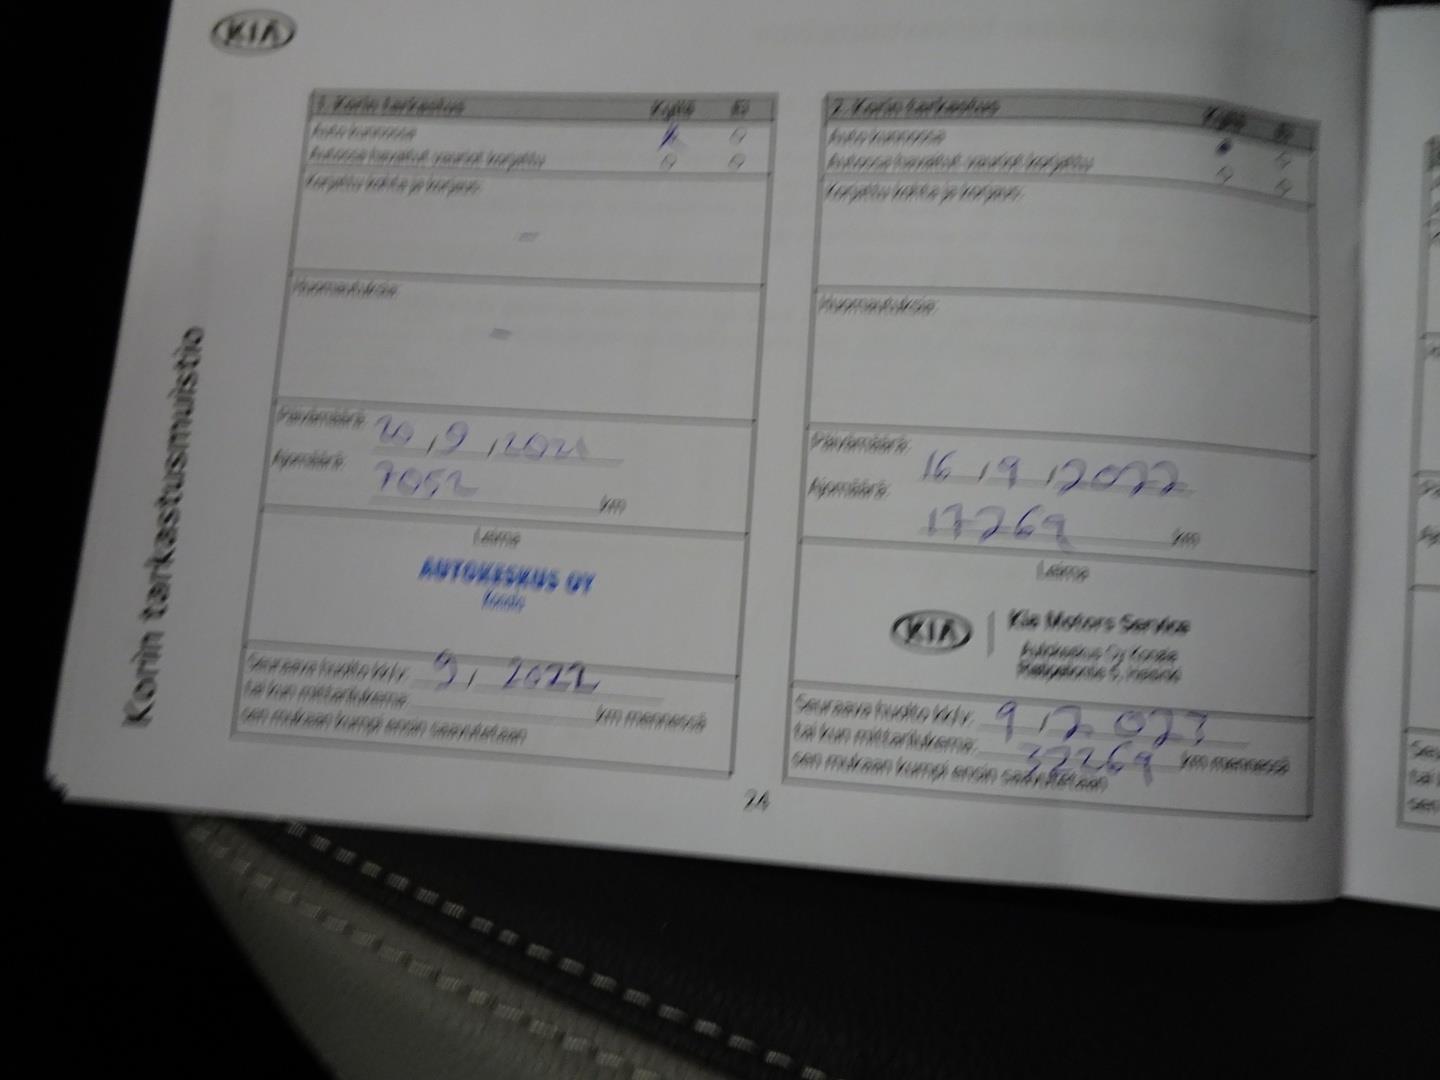 KIA
Korin tarkastusmuistio
1. Korin tarkastus Kyllä Ei
Auto kunnossa
Autossa havaitut vauriot korjattu
Korjattu kohta ja korjaus:
Huomautuksia:
Päivämäärä: 20 , 9 , 2021
Ajomäärä: 7052 km
Leima
AUTOKESKUS OY
Seuraava huolto kk/v. 9 , 2022
tai kun mittarilukema: km mennessä
sen mukaan kumpi ensin saavutetaan
2. Korin tarkastus Kyllä Ei
Auto kunnossa
Autossa havaitut vauriot korjattu
Korjattu kohta ja korjaus:
Huomautuksia:
Päivämäärä: 16 , 9 , 2022
Ajomäärä: 17269 km
Leima
KIA Kia Motors Service
Seuraava huolto kk/v. 9 , 2023
tai kun mittarilukema: 32269 km mennessä
sen mukaan kumpi ensin saavutetaan
24